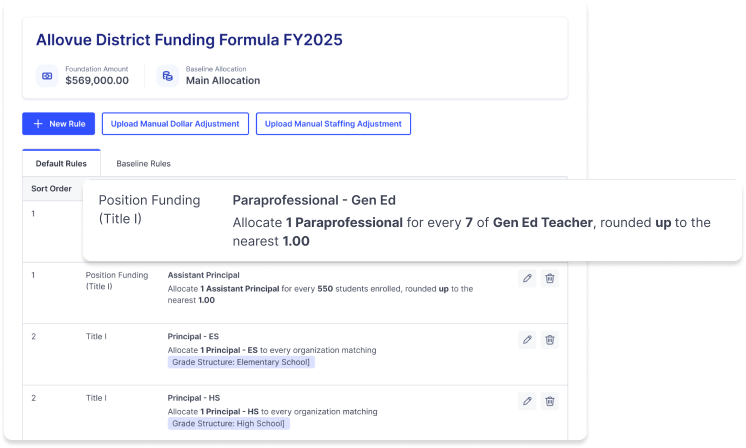 Allovue District Funding Formula FY2025
Foundation Amount
$569,000.00
Baseline Allocation
Main Allocation
New Rule
Upload Manual Dollar Adjustment
Upload Manual Staffing Adjustment
Default Rules
Baseline Rules
Sort Order
1
Position Funding
(Title I)
Paraprofessional - Gen Ed
Allocate 1 Paraprofessional for every 7 of Gen Ed Teacher, rounded up to the
nearest 1.00
1
Position Funding
(Title I)
Assistant Principal
Allocate 1 Assistant Principal for every 550 students enrolled, rounded up to the
nearest 1.00
2
Title I
Principal - ES
Allocate 1 Principal - ES to every organization matching
Grade Structure: Elementary School]
2
Title I
Principal - HS
Allocate 1 Principal - HS to every organization matching
Grade Structure: High School]